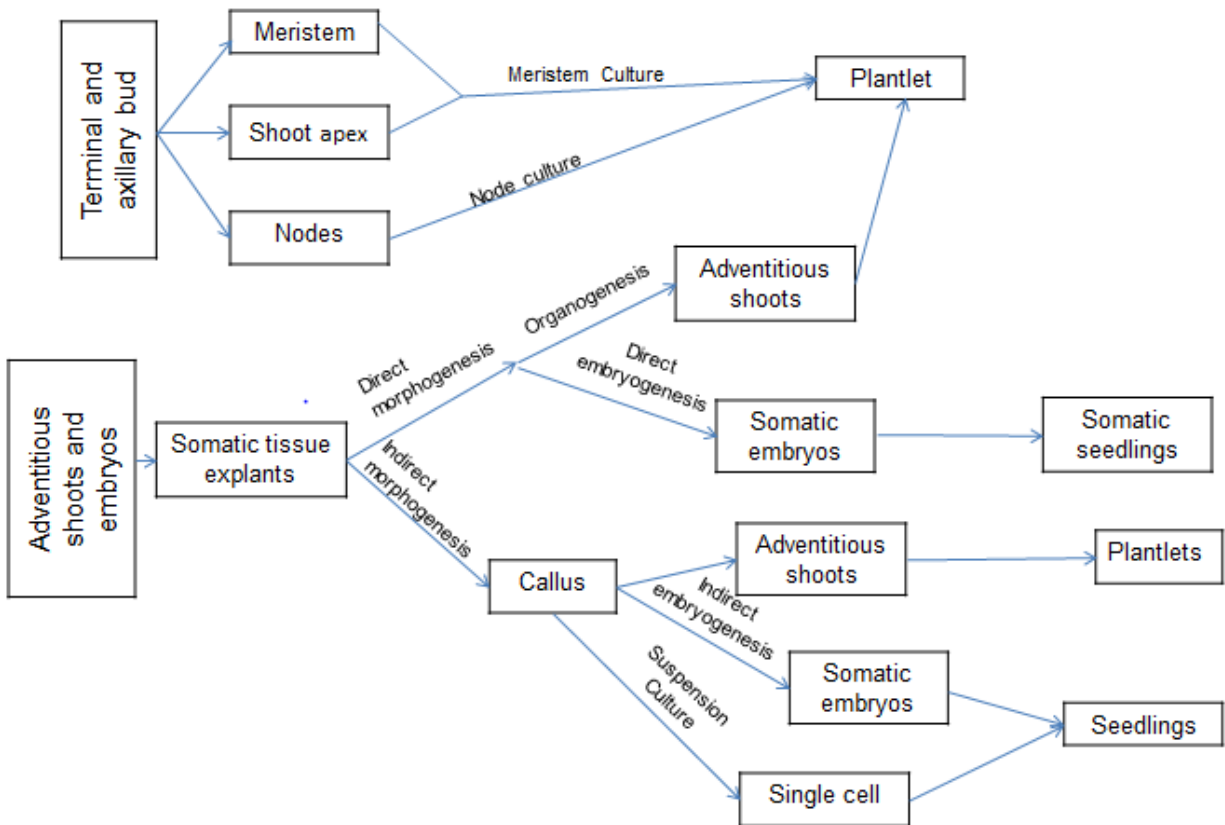 Terminal and
axillary bud
Meristem
Shoot apex
Nodes
Meristem Culture
Node culture
Plantlet
Adventitious
shoots and
embryos
Somatic tissue
explants
Direct
morphogenesis
Organogenesis
Adventitious
shoots
Direct
embryogenesis
Somatic
embryos
Somatic
seedlings
Indirect
morphogenesis
Callus
Adventitious
shoots
Plantlets
Indirect
embryogenesis
Somatic
embryos
Suspension
Culture
Single cell
Seedlings